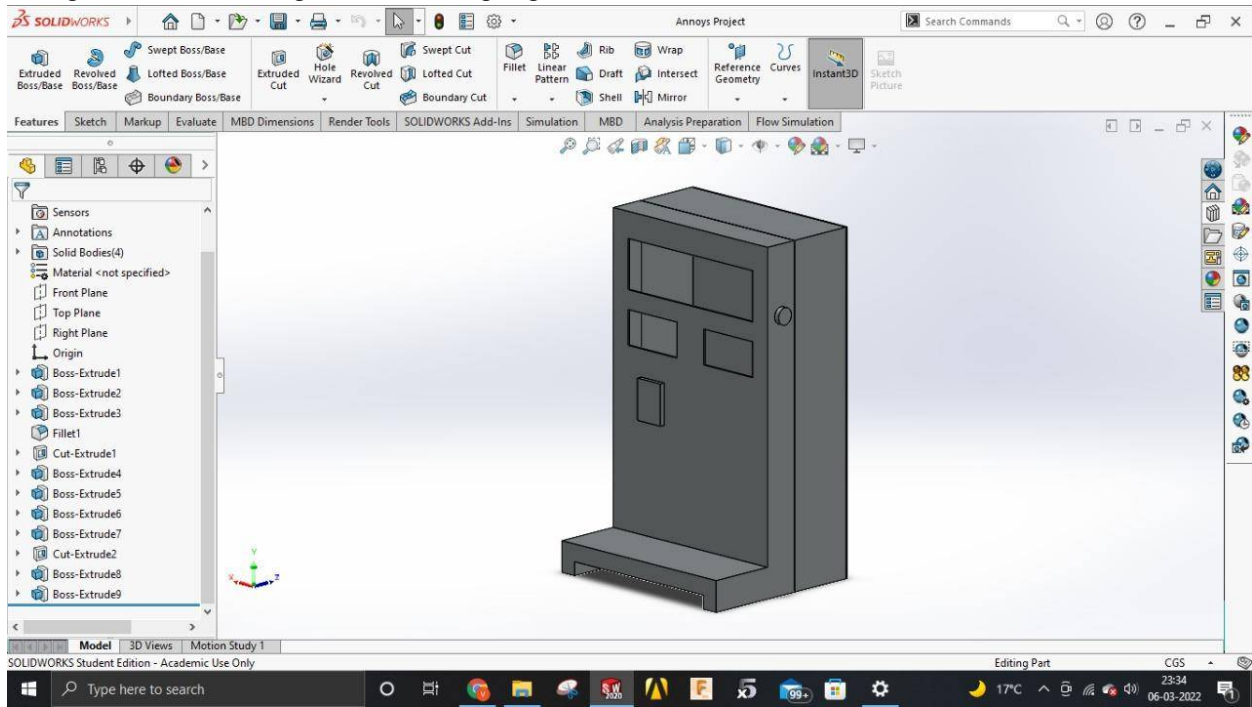 SOLIDWORKS
Annoys Project
Search Commands
Extruded Boss/Base
Revolved Boss/Base
Swept Boss/Base
Lofted Boss/Base
Boundary Boss/Base
Extruded Cut
Hole Wizard
Revolved Cut
Swept Cut
Lofted Cut
Boundary Cut
Fillet
Linear Pattern
Rib
Draft
Shell
Wrap
Intersect
Mirror
Reference Geometry
Curves
Instant3D
Sketch Picture
Features Sketch Markup Evaluate MBD Dimensions Render Tools SOLIDWORKS Add-Ins Simulation MBD Analysis Preparation Flow Simulation
Sensors
Annotations
Solid Bodies(4)
Material <not specified>
Front Plane
Top Plane
Right Plane
Origin
Boss-Extrude1
Boss-Extrude2
Boss-Extrude3
Fillet1
Cut-Extrude1
Boss-Extrude4
Boss-Extrude5
Boss-Extrude6
Boss-Extrude7
Cut-Extrude2
Boss-Extrude8
Boss-Extrude9
Y
X
Z
Model 3D Views Motion Study 1
SOLIDWORKS Student Edition - Academic Use Only
Editing Part
CGS
Type here to search
SW
2020
99+
17°C
23:34
06-03-2022